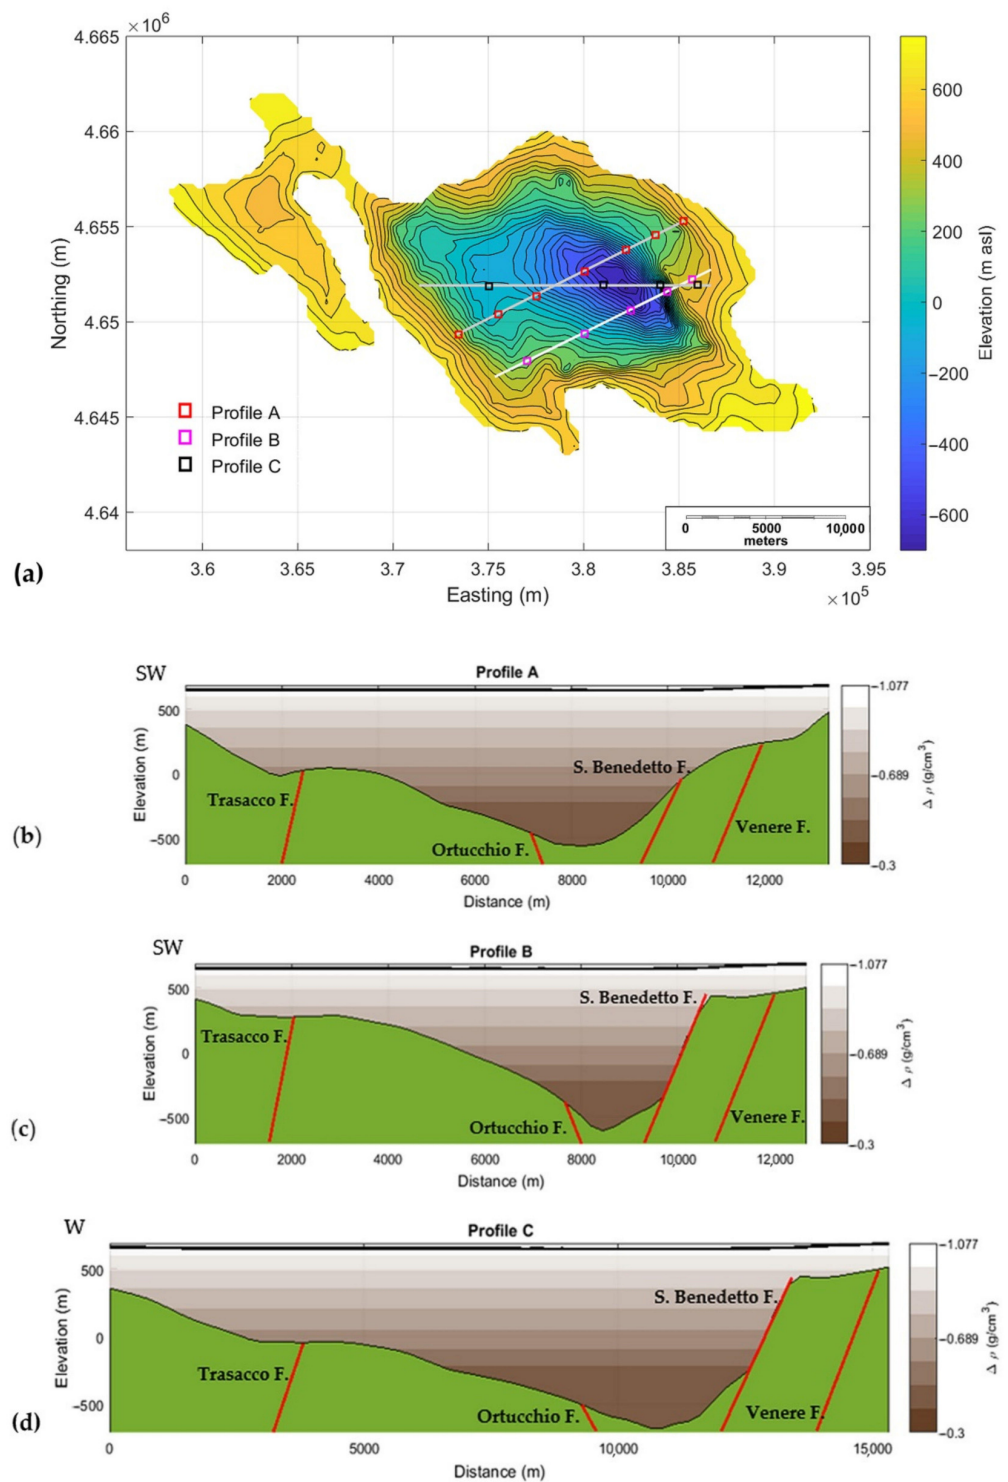 ×10⁶
4.665
4.66
4.655
4.65
4.645
4.64
Northing (m)
Profile A
Profile B
Profile C
0 5000 10,000
meters
3.6 3.65 3.7 3.75 3.8 3.85 3.9 3.95
Easting (m)
×10⁵
600
400
200
0
−200
−400
−600
Elevation (m asl)
(a)
SW
Profile A
500
0
−500
Elevation (m)
Trasacco F.
Ortucchio F.
S. Benedetto F.
Venere F.
0 2000 4000 6000 8000 10,000 12,000
Distance (m)
−1.077
−0.689
−0.3
Δ ρ (g/cm³)
(b)
SW
Profile B
500
0
−500
Elevation (m)
Trasacco F.
Ortucchio F.
S. Benedetto F.
Venere F.
0 2000 4000 6000 8000 10,000 12,000
Distance (m)
−1.077
−0.689
−0.3
Δ ρ (g/cm³)
(c)
W
Profile C
500
0
−500
Elevation (m)
Trasacco F.
Ortucchio F.
S. Benedetto F.
Venere F.
0 5000 10,000 15,000
Distance (m)
−1.077
−0.689
−0.3
Δ ρ (g/cm³)
(d)